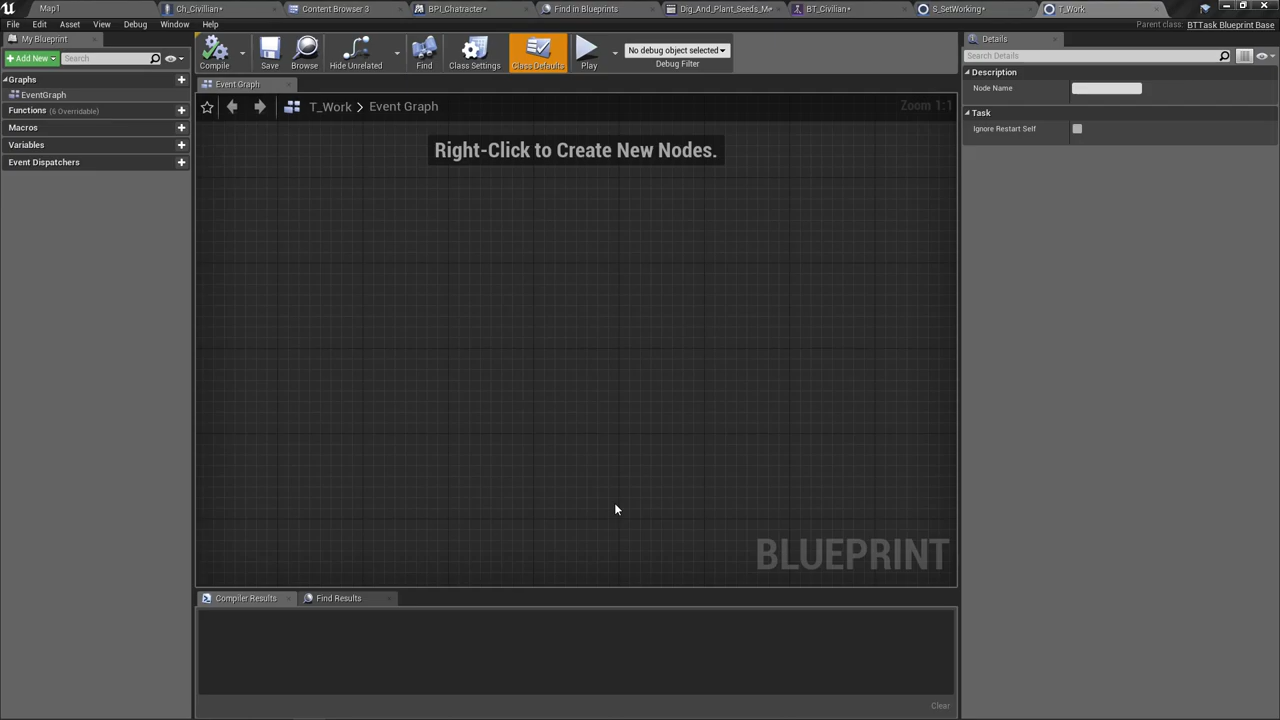 Map1
Ch_Civillian*
Content Browser 3
BPI_Chatracter*
Find in Blueprints
Dig_And_Plant_Seeds_M
BT_Civilian*
S_SetWorking*
T_Work
File
Edit
Asset
View
Debug
Window
Help
Parent class: BTTask Blueprint Base
My Blueprint
+ Add New
Search
Graphs
EventGraph
Functions (6 Overridable)
Macros
Variables
Event Dispatchers
Compile
Save
Browse
Hide Unrelated
Find
Class Settings
Class Defaults
Play
No debug object selected
Debug Filter
Event Graph
T_Work > Event Graph
Zoom 1:1
Right-Click to Create New Nodes.
BLUEPRINT
Compiler Results
Find Results
Clear
Details
Search Details
Description
Node Name
Task
Ignore Restart Self